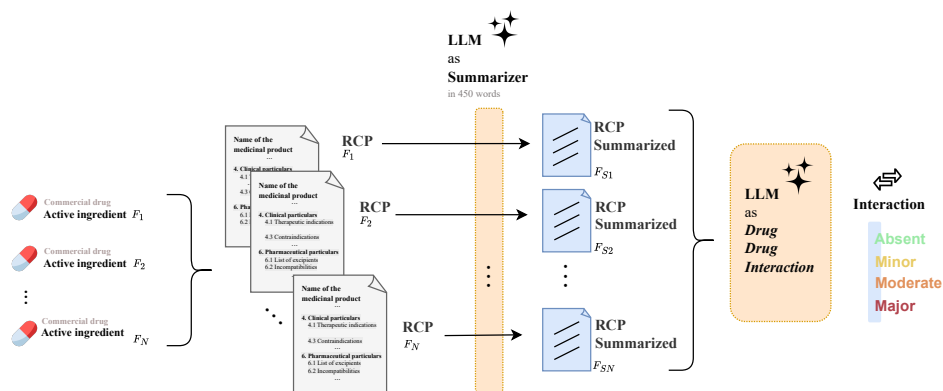 LLM
as
Summarizer
in 450 words
Name of the
medicinal product
...
4. Clinical particulars
4.1
...
4.3
...
6.
6.1
6.2
RCP
F1
RCP
Summarized
FS1
Name of the
medicinal product
...
4. Clinical particulars
4.1 Therapeutic indications
...
4.3 Contraindications
...
6. Pharmaceutical particulars
6.1 List of excipients
6.2 Incompatibilities
...
RCP
F2
RCP
Summarized
FS2
Name of the
medicinal product
...
4. Clinical particulars
4.1 Therapeutic indications
...
4.3 Contraindications
...
6. Pharmaceutical particulars
6.1 List of excipients
6.2 Incompatibilities
...
RCP
FN
RCP
Summarized
FSN
Commercial drug
Active ingredient F1
Commercial drug
Active ingredient F2
Commercial drug
Active ingredient FN
LLM
as
Drug
Drug
Interaction
Interaction
Absent
Minor
Moderate
Major